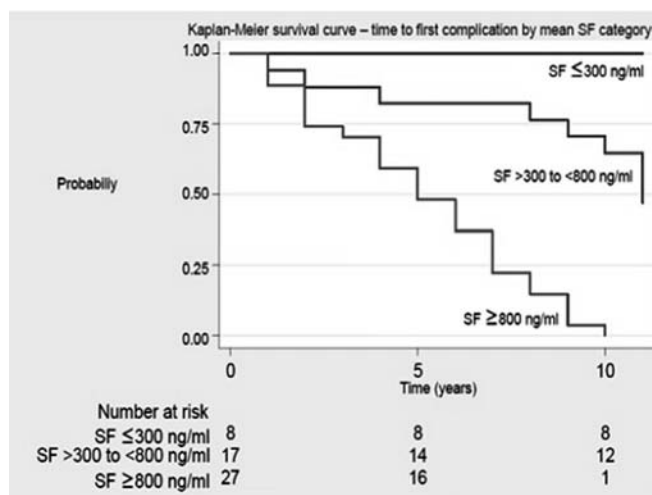 Kaplan-Meier survival curve – time to first complication by mean SF category
1.00
SF ≤300 ng/ml
0.75
SF >300 to <800 ng/ml
Probabiliy
0.50
0.25
SF ≥800 ng/ml
0.00
0 5 10
Time (years)
Number at risk
SF ≤300 ng/ml 8 8 8
SF >300 to <800 ng/ml 17 14 12
SF ≥800 ng/ml 27 16 1